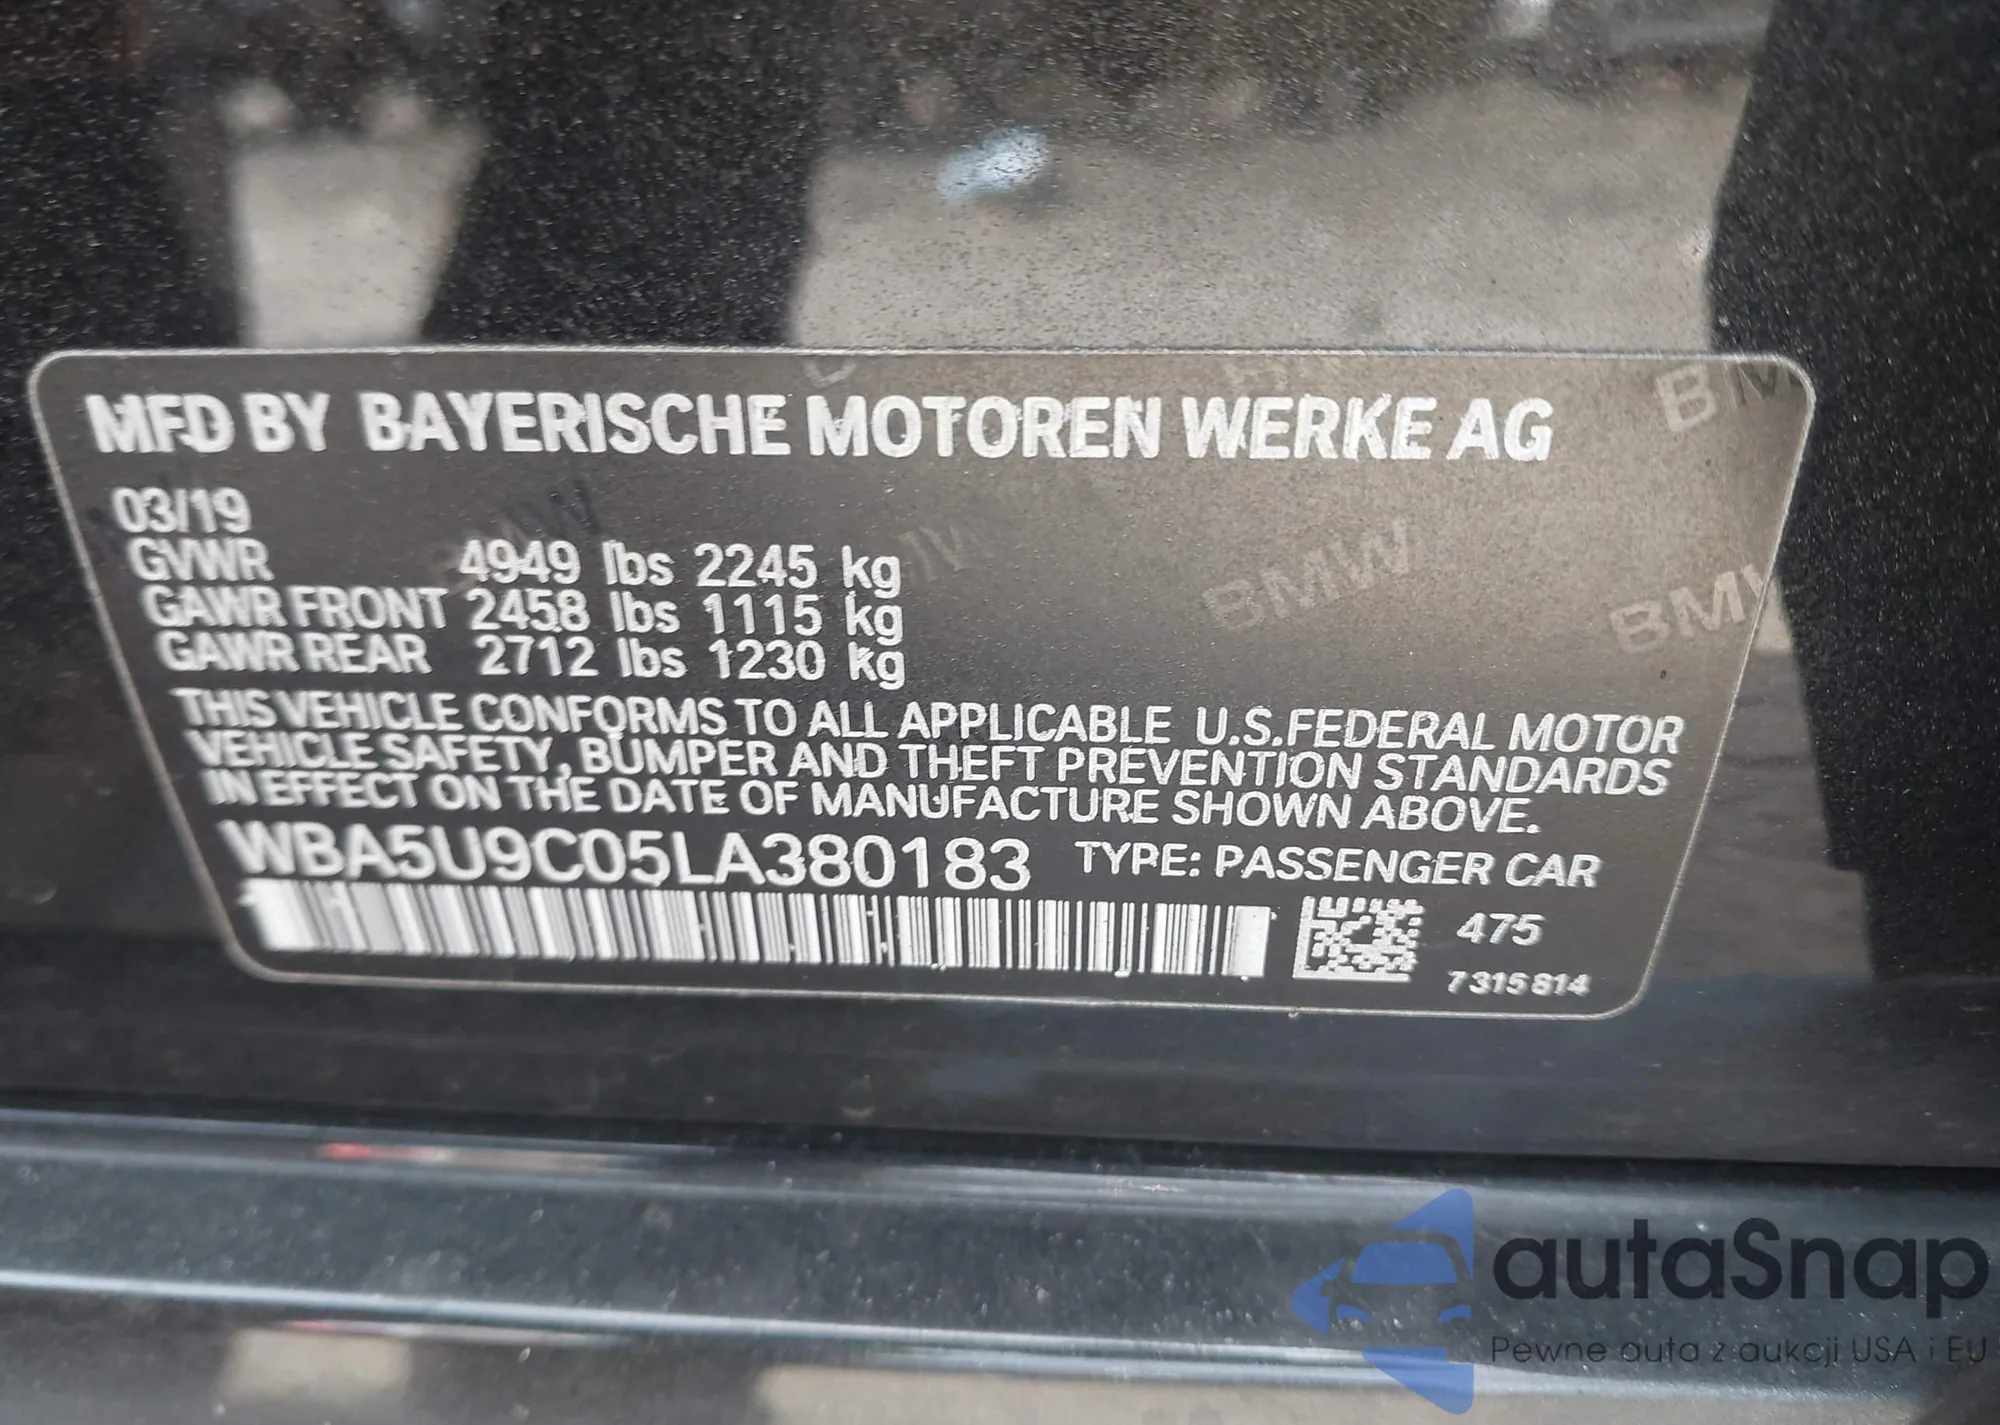 MFD BY BAYERISCHE MOTOREN WERKE AG
03/19
GVWR 4949 lbs 2245 kg
GAWR FRONT 2458 lbs 1115 kg
GAWR REAR 2712 lbs 1230 kg
THIS VEHICLE CONFORMS TO ALL APPLICABLE U.S.FEDERAL MOTOR
VEHICLE SAFETY, BUMPER AND THEFT PREVENTION STANDARDS
IN EFFECT ON THE DATE OF MANUFACTURE SHOWN ABOVE.
WBA5U9C05LA380183 TYPE: PASSENGER CAR
475
7315814
BMW
BMW
BMW
autaSnap
Pewne auta z aukcji USA i EU